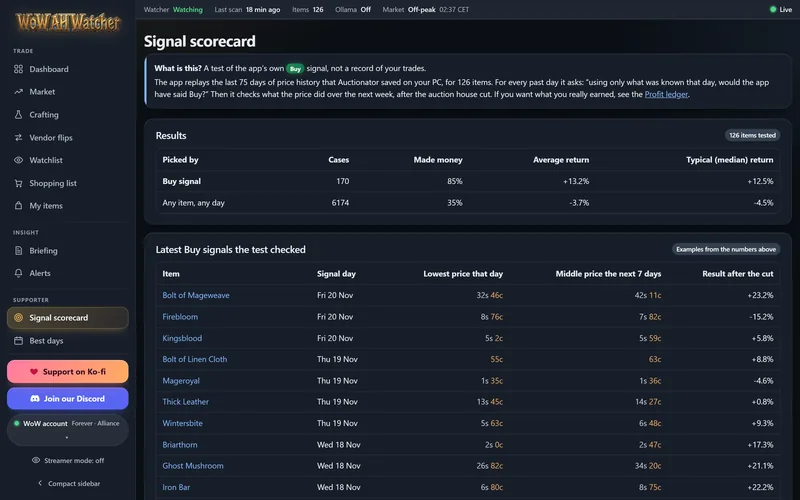 WoW AH Watcher
Watcher Watching Last scan 18 min ago Items 126 Ollama Off Market Off-peak 02:37 CET Live
TRADE
Dashboard
Market
Crafting
Vendor flips
Watchlist
Shopping list
My items
INSIGHT
Briefing
Alerts
SUPPORTER
Signal scorecard
Best days
Support on Ko-fi
Join our Discord
WoW account Forever · Alliance
Streamer mode: off
Compact sidebar
Signal scorecard
What is this? A test of the app's own Buy signal, not a record of your trades.
The app replays the last 75 days of price history that Auctionator saved on your PC, for 126 items. For every past day it asks: “using only what was known that day, would the app
have said Buy?” Then it checks what the price did over the next week, after the auction house cut. If you want what you really earned, see the Profit ledger.
Results 126 items tested
Picked by Cases Made money Average return Typical (median) return
Buy signal 170 85% +13.2% +12.5%
Any item, any day 6174 35% -3.7% -4.5%
Latest Buy signals the test checked Examples from the numbers above
Item Signal day Lowest price that day Middle price the next 7 days Result after the cut
Bolt of Mageweave Fri 20 Nov 32s 46c 42s 11c +23.2%
Firebloom Fri 20 Nov 8s 76c 7s 82c -15.2%
Kingsblood Fri 20 Nov 5s 2c 5s 59c +5.8%
Bolt of Linen Cloth Thu 19 Nov 55c 63c +8.8%
Mageroyal Thu 19 Nov 1s 35c 1s 36c -4.6%
Thick Leather Thu 19 Nov 13s 45c 14s 27c +0.8%
Wintersbite Thu 19 Nov 5s 63c 6s 48c +9.3%
Briarthorn Wed 18 Nov 2s 0c 2s 47c +17.3%
Ghost Mushroom Wed 18 Nov 26s 82c 34s 20c +21.1%
Iron Bar Wed 18 Nov 6s 80c 8s 75c +22.2%